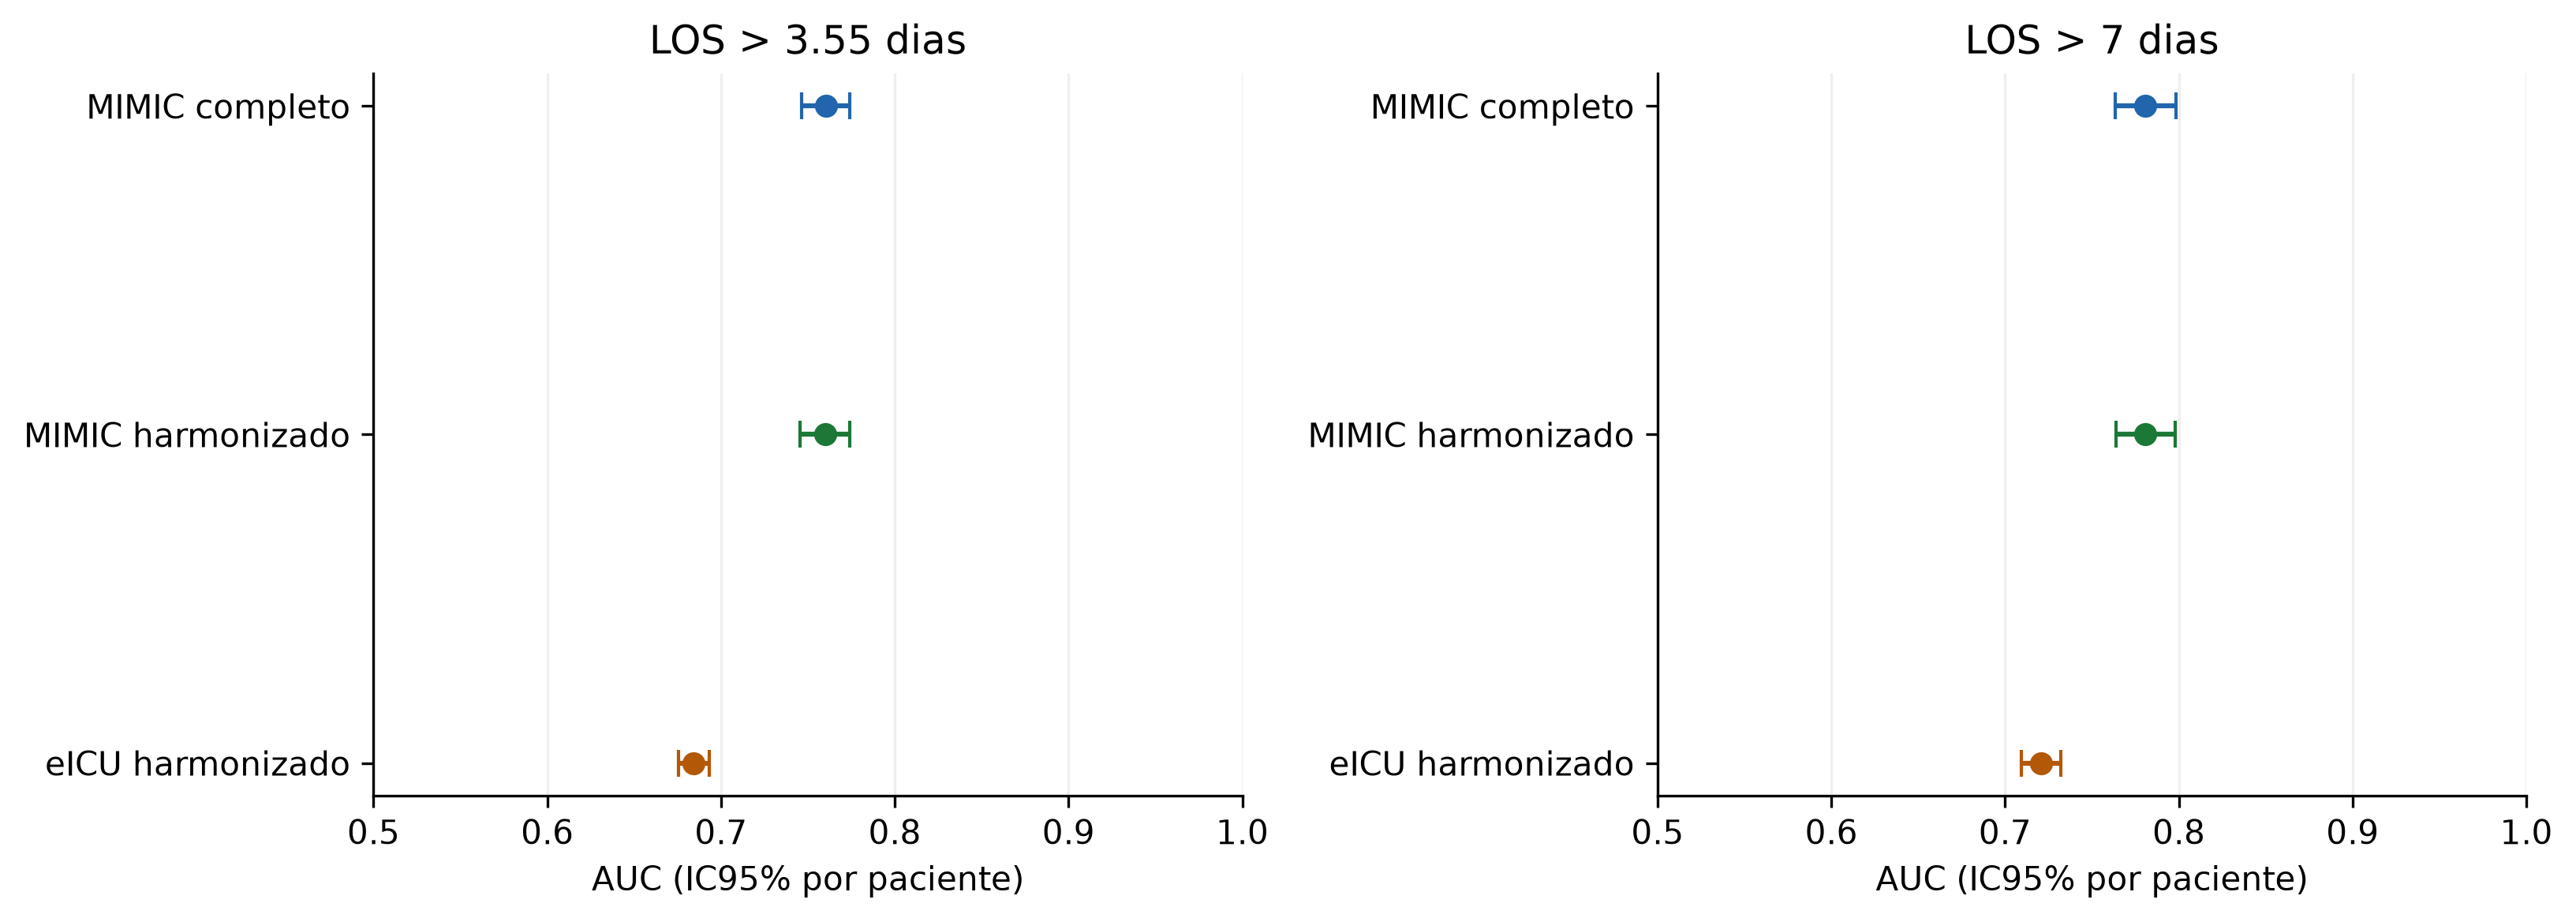 LOS > 3.55 dias
MIMIC completo
MIMIC harmonizado
eICU harmonizado
0.5 0.6 0.7 0.8 0.9 1.0
AUC (IC95% por paciente)
LOS > 7 dias
MIMIC completo
MIMIC harmonizado
eICU harmonizado
0.5 0.6 0.7 0.8 0.9 1.0
AUC (IC95% por paciente)